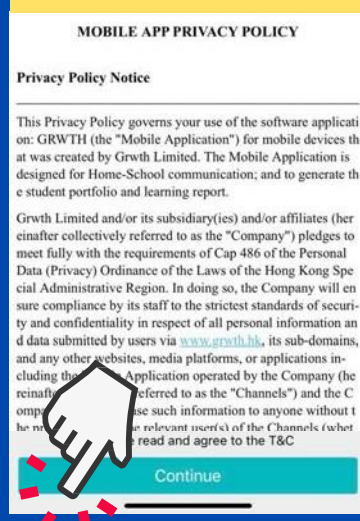 MOBILE APP PRIVACY POLICY
Privacy Policy Notice
This Privacy Policy governs your use of the software applicati
on: GRWTH (the "Mobile Application") for mobile devices th
at was created by Grwth Limited. The Mobile Application is
designed for Home-School communication; and to generate th
e student portfolio and learning report.
Grwth Limited and/or its subsidiary(ies) and/or affiliates (her
einafter collectively referred to as the "Company") pledges to
meet fully with the requirements of Cap 486 of the Personal
Data (Privacy) Ordinance of the Laws of the Hong Kong Spe
cial Administrative Region. In doing so, the Company will en
sure compliance by its staff to the strictest standards of securi-
ty and confidentiality in respect of all personal information an
d data submitted by users via www.grwth.hk, its sub-domains,
and any other websites, media platforms, or applications in-
cluding the Application operated by the Company (he
reinafter referred to as the "Channels") and the C
such information to anyone without t
relevant user(s) of the Channels (whet
read and agree to the T&C
Continue